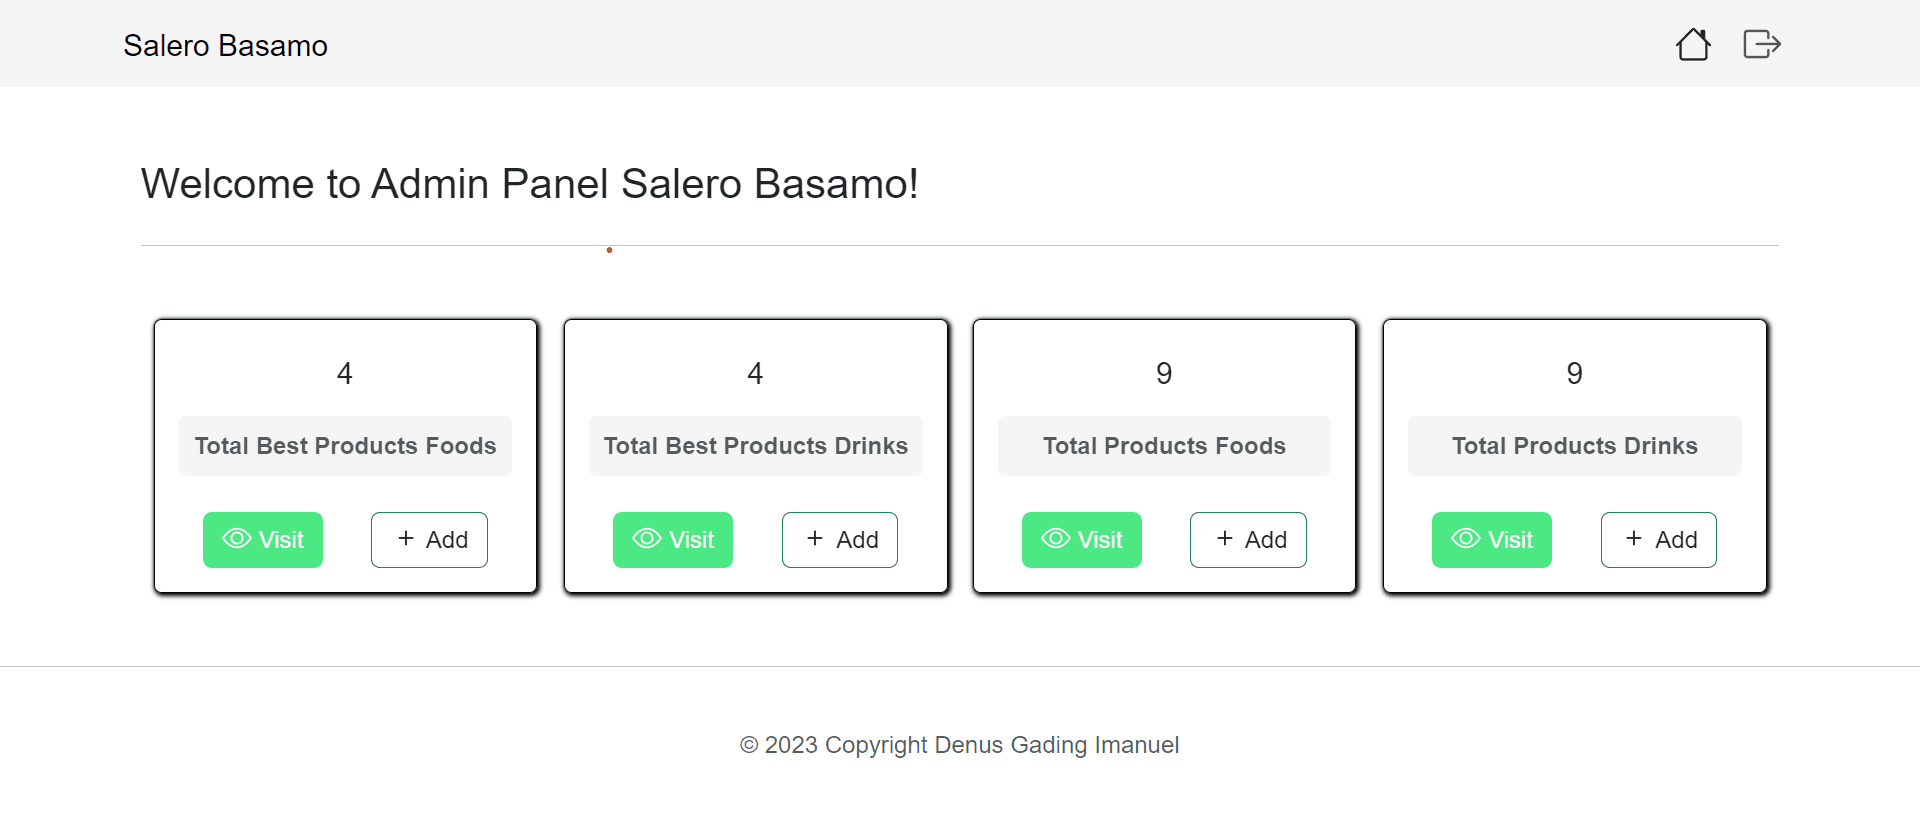 Salero Basamo
Welcome to Admin Panel Salero Basamo!
4
Total Best Products Foods
Visit
+ Add
4
Total Best Products Drinks
Visit
+ Add
9
Total Products Foods
Visit
+ Add
9
Total Products Drinks
Visit
+ Add
© 2023 Copyright Denus Gading Imanuel